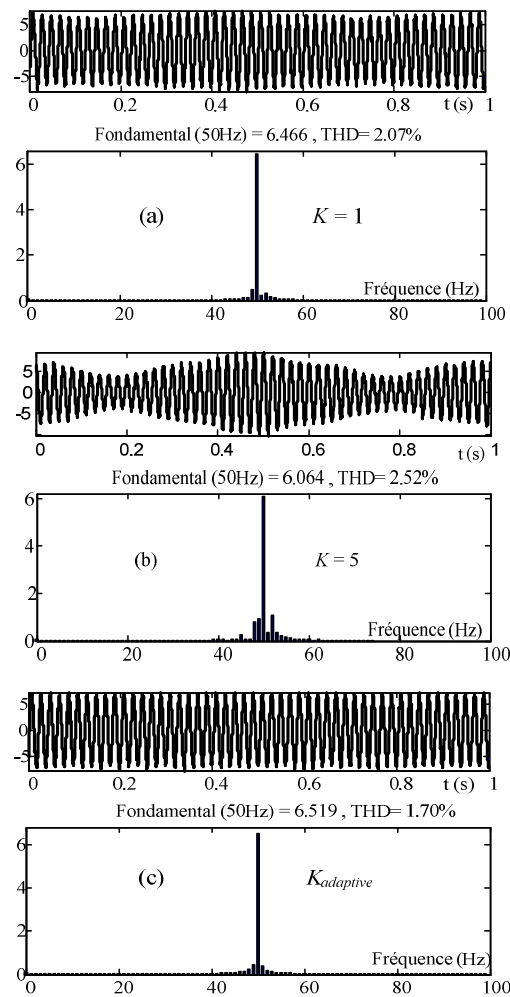 5
0
-5
0 0.2 0.4 0.6 0.8 t (s) 1
Fondamental (50Hz) = 6.466 , THD= 2.07%
6
4
2
0
(a) K = 1
Fréquence (Hz)
0 20 40 60 80 100
5
0
-5
0 0.2 0.4 0.6 0.8 1
t (s)
Fondamental (50Hz) = 6.064 , THD= 2.52%
6
4
2
0
(b) K = 5
Fréquence (Hz)
0 20 40 60 80 100
5
0
-5
0 0.2 0.4 0.6 0.8 t (s) 1
Fondamental (50Hz) = 6.519 , THD= 1.70%
6
4
2
0
(c) Kadaptive
Fréquence (Hz)
0 20 40 60 80 100